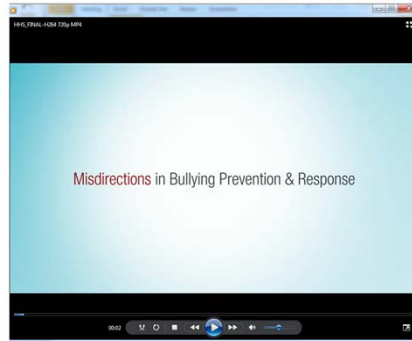 HHS_FINAL-H264 720p MP4
Misdirections in Bullying Prevention & Response
00:02